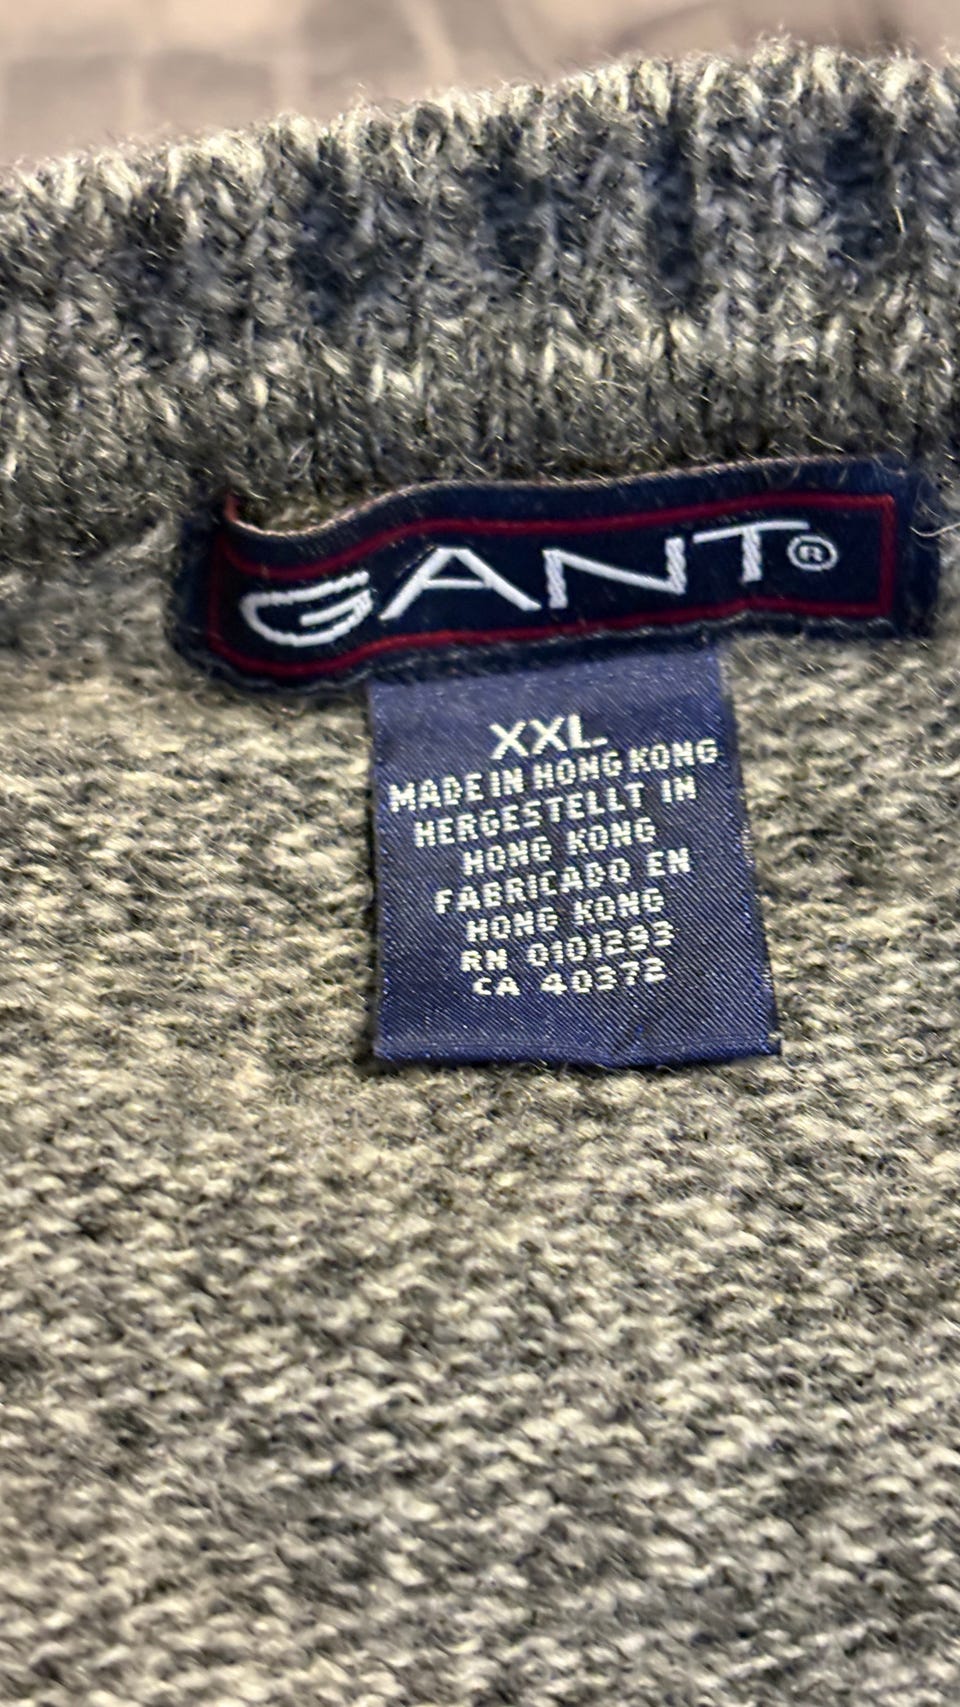 GANT®
XXL
MADE IN HONG KONG
HERGESTELLT IN
HONG KONG
FABRICADO EN
HONG KONG
RN 0101293
CA 40372